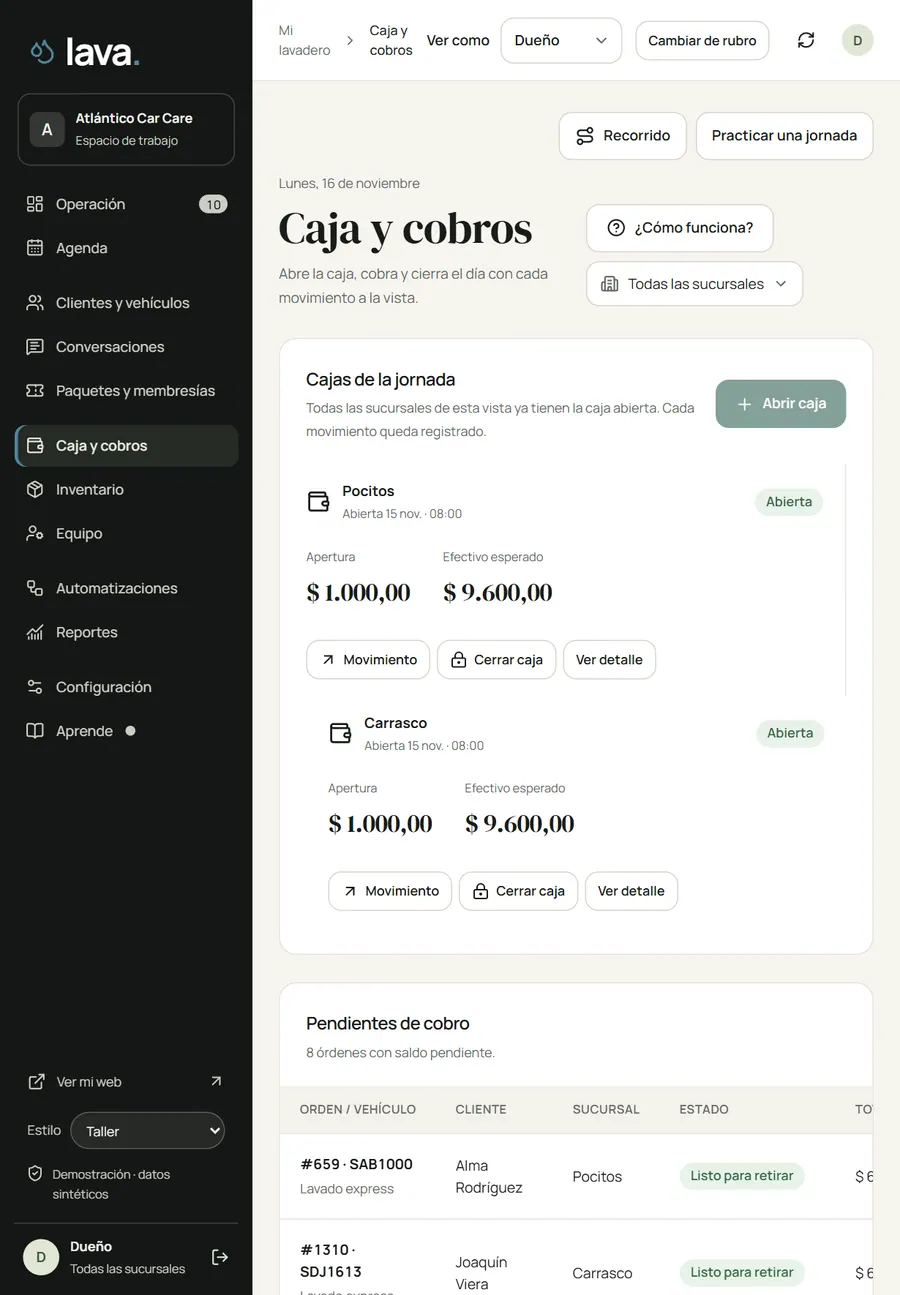 lava.
A
Atlántico Car Care
Espacio de trabajo
Operación
10
Agenda
Clientes y vehículos
Conversaciones
Paquetes y membresías
Caja y cobros
Inventario
Equipo
Automatizaciones
Reportes
Configuración
Aprende
Ver mi web
Estilo
Taller
Demostración · datos
sintéticos
D
Dueño
Todas las sucursales
Mi
lavadero
Caja y
cobros
Ver como
Dueño
Cambiar de rubro
D
Recorrido
Practicar una jornada
Lunes, 16 de noviembre
Caja y cobros
Abre la caja, cobra y cierra el día con cada
movimiento a la vista.
¿Cómo funciona?
Todas las sucursales
Cajas de la jornada
Todas las sucursales de esta vista ya tienen la caja abierta. Cada
movimiento queda registrado.
Abrir caja
Pocitos
Abierta 15 nov. · 08:00
Abierta
Apertura
Efectivo esperado
$ 1.000,00
$ 9.600,00
Movimiento
Cerrar caja
Ver detalle
Carrasco
Abierta 15 nov. · 08:00
Abierta
Apertura
Efectivo esperado
$ 1.000,00
$ 9.600,00
Movimiento
Cerrar caja
Ver detalle
Pendientes de cobro
8 órdenes con saldo pendiente.
ORDEN / VEHÍCULO
CLIENTE
SUCURSAL
ESTADO
#659 · SAB1000
Lavado express
Alma
Rodríguez
Pocitos
Listo para retirar
$ 6
#1310 ·
SDJ1613
Lavado express
Joaquín
Viera
Carrasco
Listo para retirar
$ 6